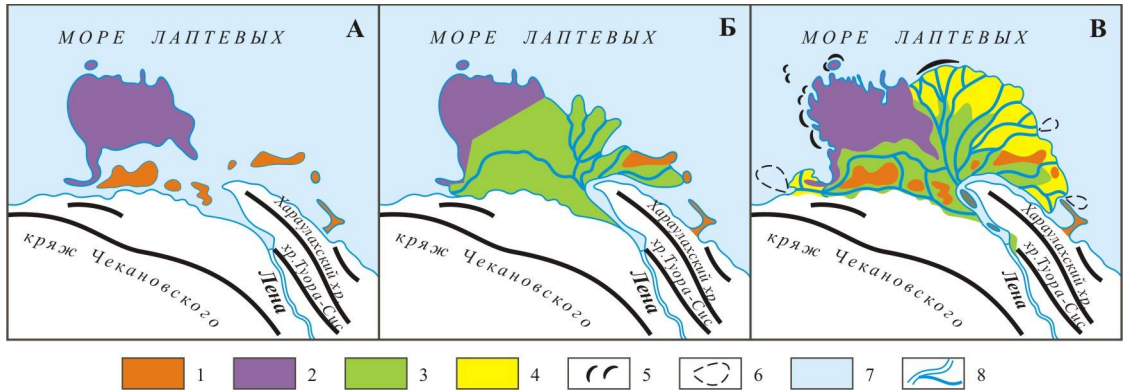 МОРЕ ЛАПТЕВЫХ А
кряж Чекановского
Лена
хр.Туора-Сис
Хараулахский хр.
МОРЕ ЛАПТЕВЫХ Б
кряж Чекановского
Лена
хр.Туора-Сис
Хараулахский хр.
МОРЕ ЛАПТЕВЫХ В
кряж Чекановского
Лена
хр.Туора-Сис
Хараулахский хр.
1 2 3 4 5 6 7 8